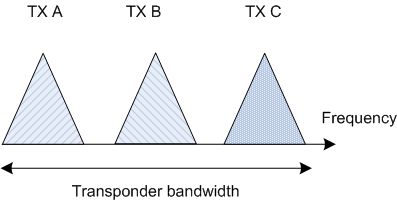 TX A TX B TX C
Frequency
Transponder bandwidth